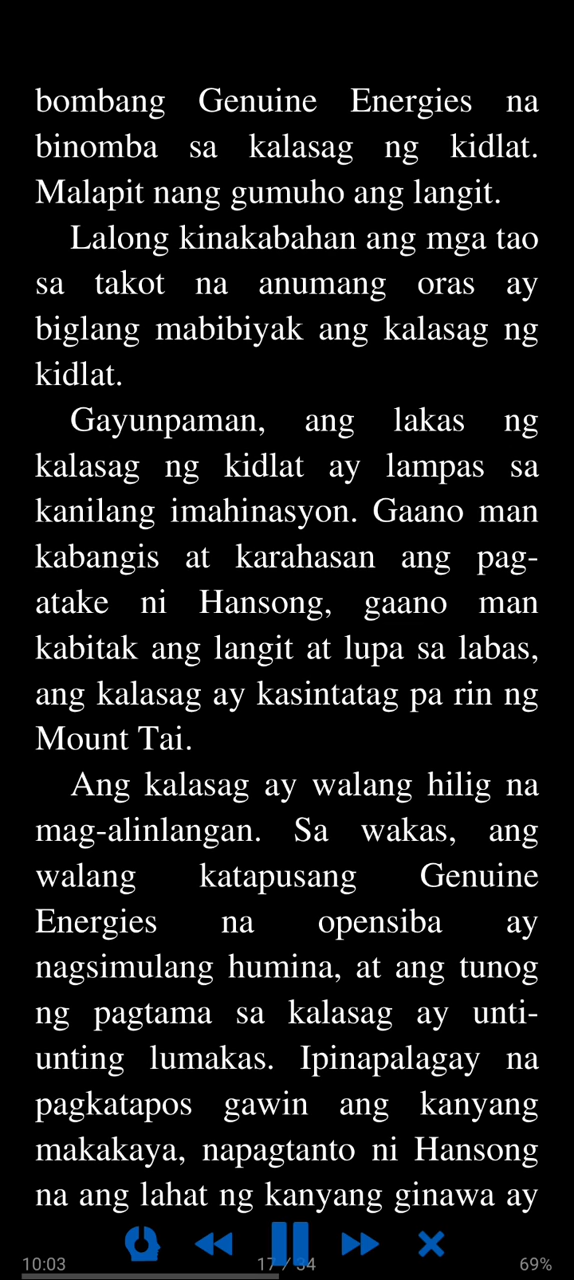 bombang Genuine Energies na
binomba sa kalasag ng kidlat.
Malapit nang gumuho ang langit.
Lalong kinakabahan ang mga tao
sa takot na anumang oras ay
biglang mabibiyak ang kalasag ng
kidlat.
Gayunpaman, ang lakas ng
kalasag ng kidlat ay lampas sa
kanilang imahinasyon. Gaano man
kabangis at karahasan ang pag-
atake ni Hansong, gaano man
kabitak ang langit at lupa sa labas,
ang kalasag ay kasintatag pa rin ng
Mount Tai.
Ang kalasag ay walang hilig na
mag-alinlangan. Sa wakas, ang
walang katapusang Genuine
Energies na opensiba ay
nagsimulang humina, at ang tunog
ng pagtama sa kalasag ay unti-
unting lumakas. Ipinapalagay na
pagkatapos gawin ang kanyang
makakaya, napagtanto ni Hansong
na ang lahat ng kanyang ginawa ay
10:03 17 / 34 69%